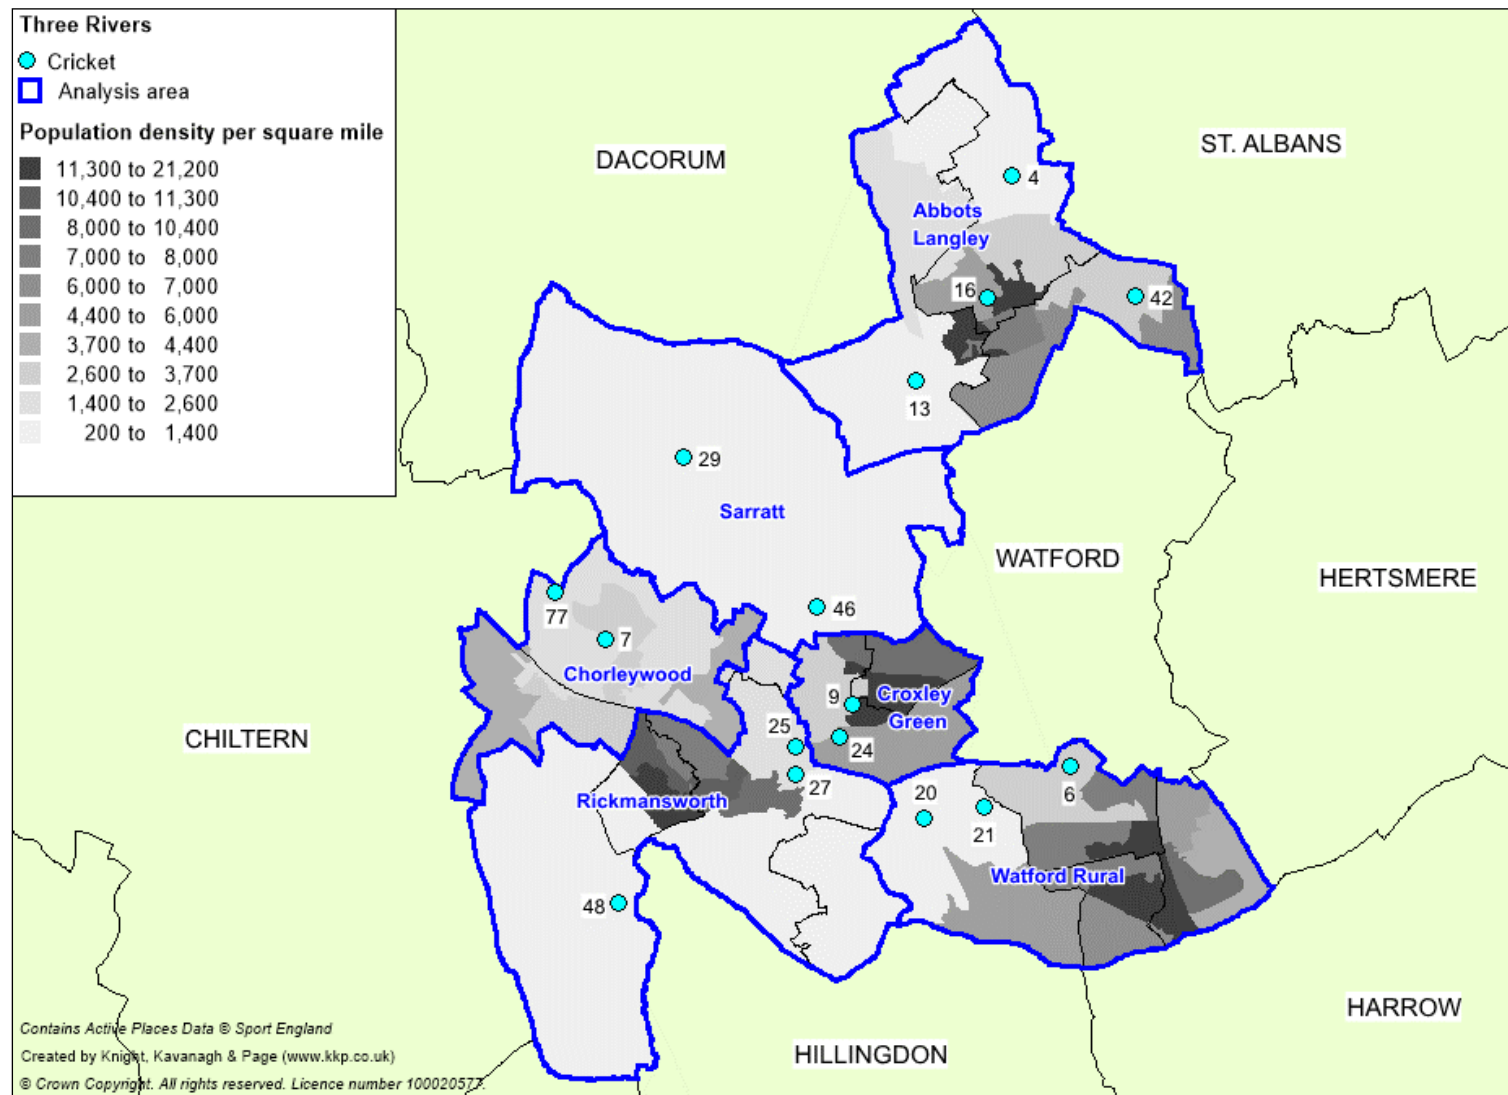 Three Rivers
Cricket
Analysis area
Population density per square mile
11,300 to 21,200
10,400 to 11,300
8,000 to 10,400
7,000 to 8,000
6,000 to 7,000
4,400 to 6,000
3,700 to 4,400
2,600 to 3,700
1,400 to 2,600
200 to 1,400
DACORUM
ST. ALBANS
4
Abbots
Langley
16
42
13
29
Sarratt
WATFORD
HERTSMERE
77
46
7
Chorleywood
9
Croxley
Green
25
24
CHILTERN
27
20
6
Rickmansworth
21
Watford Rural
48
HARROW
HILLINGDON
Contains Active Places Data © Sport England
Created by Knight, Kavanagh & Page (www.kkp.co.uk)
© Crown Copyright. All rights reserved. Licence number 100020577.